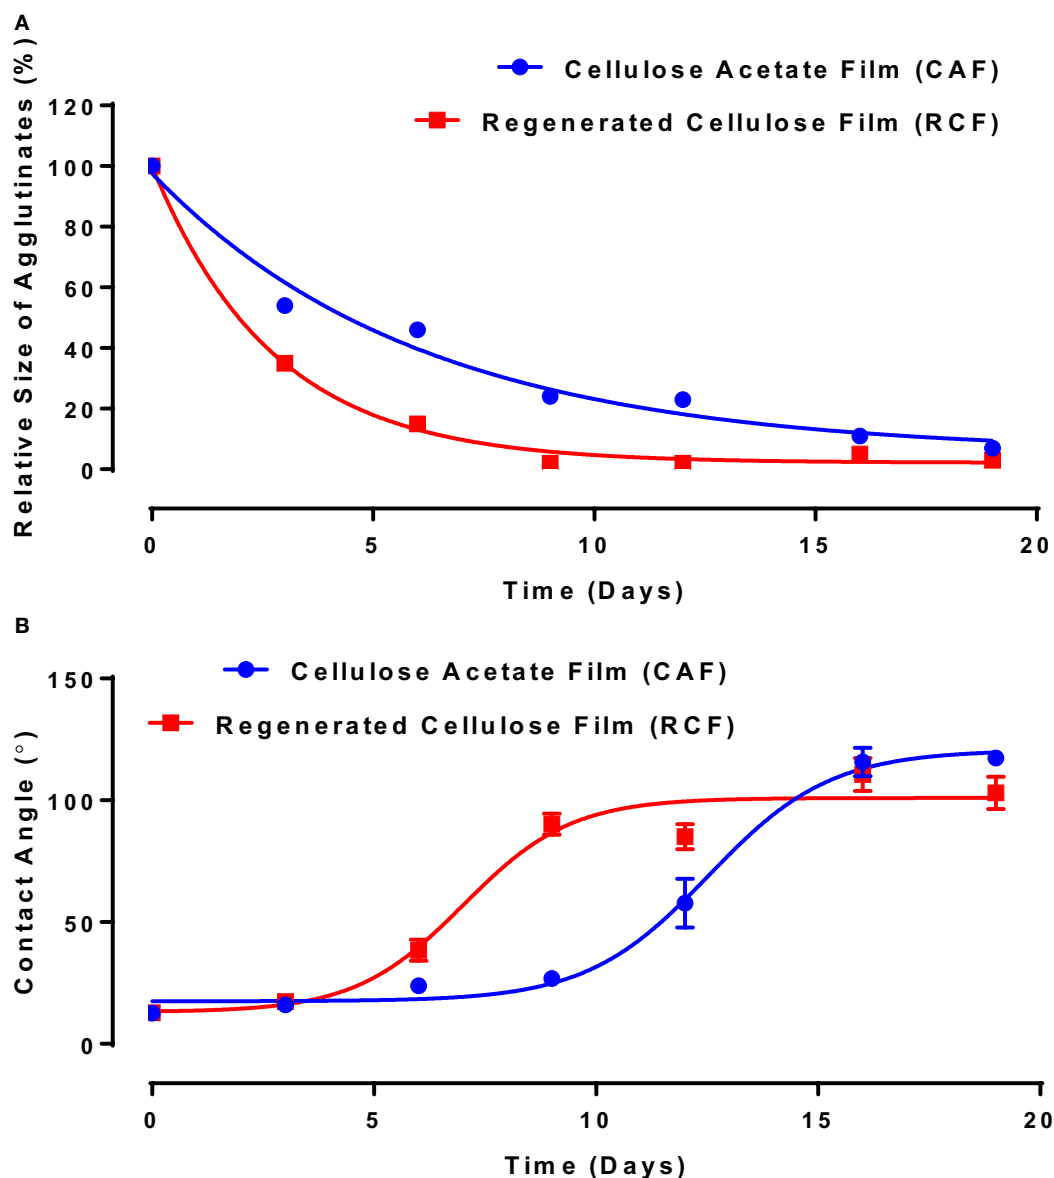 A
Relative Size of Agglutinates (%)
Cellulose Acetate Film (CAF)
Regenerated Cellulose Film (RCF)
120
100
80
60
40
20
0
0 5 10 15 20
Time (Days)
B
Contact Angle (°)
Cellulose Acetate Film (CAF)
Regenerated Cellulose Film (RCF)
150
100
50
0
0 5 10 15 20
Time (Days)